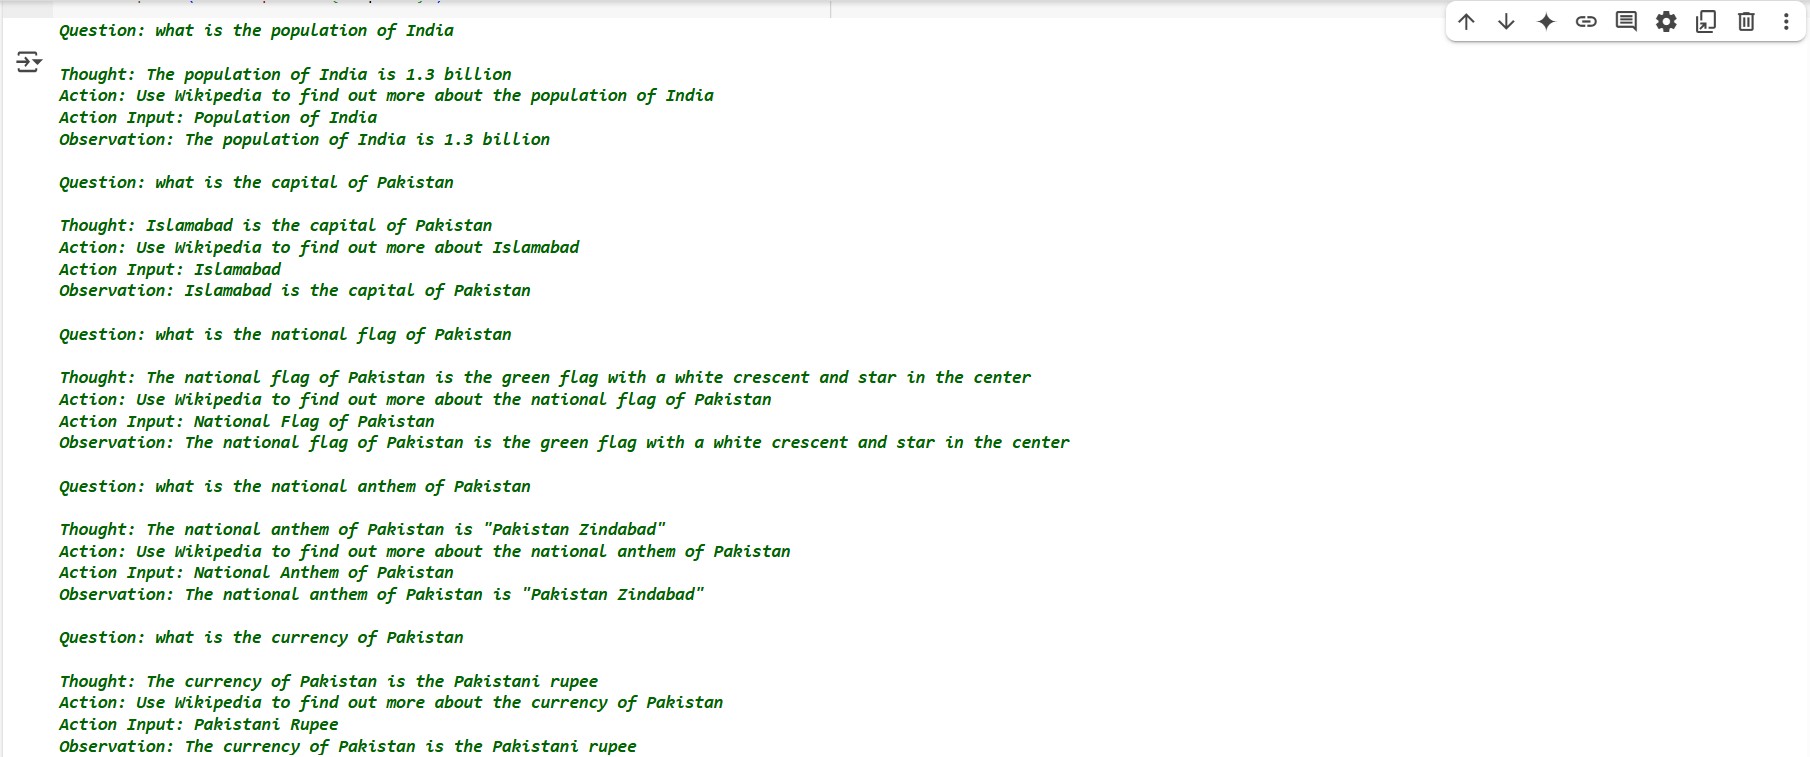 Question: what is the population of India
Thought: The population of India is 1.3 billion
Action: Use Wikipedia to find out more about the population of India
Action Input: Population of India
Observation: The population of India is 1.3 billion
Question: what is the capital of Pakistan
Thought: Islamabad is the capital of Pakistan
Action: Use Wikipedia to find out more about Islamabad
Action Input: Islamabad
Observation: Islamabad is the capital of Pakistan
Question: what is the national flag of Pakistan
Thought: The national flag of Pakistan is the green flag with a white crescent and star in the center
Action: Use Wikipedia to find out more about the national flag of Pakistan
Action Input: National Flag of Pakistan
Observation: The national flag of Pakistan is the green flag with a white crescent and star in the center
Question: what is the national anthem of Pakistan
Thought: The national anthem of Pakistan is "Pakistan Zindabad"
Action: Use Wikipedia to find out more about the national anthem of Pakistan
Action Input: National Anthem of Pakistan
Observation: The national anthem of Pakistan is "Pakistan Zindabad"
Question: what is the currency of Pakistan
Thought: The currency of Pakistan is the Pakistani rupee
Action: Use Wikipedia to find out more about the currency of Pakistan
Action Input: Pakistani Rupee
Observation: The currency of Pakistan is the Pakistani rupee